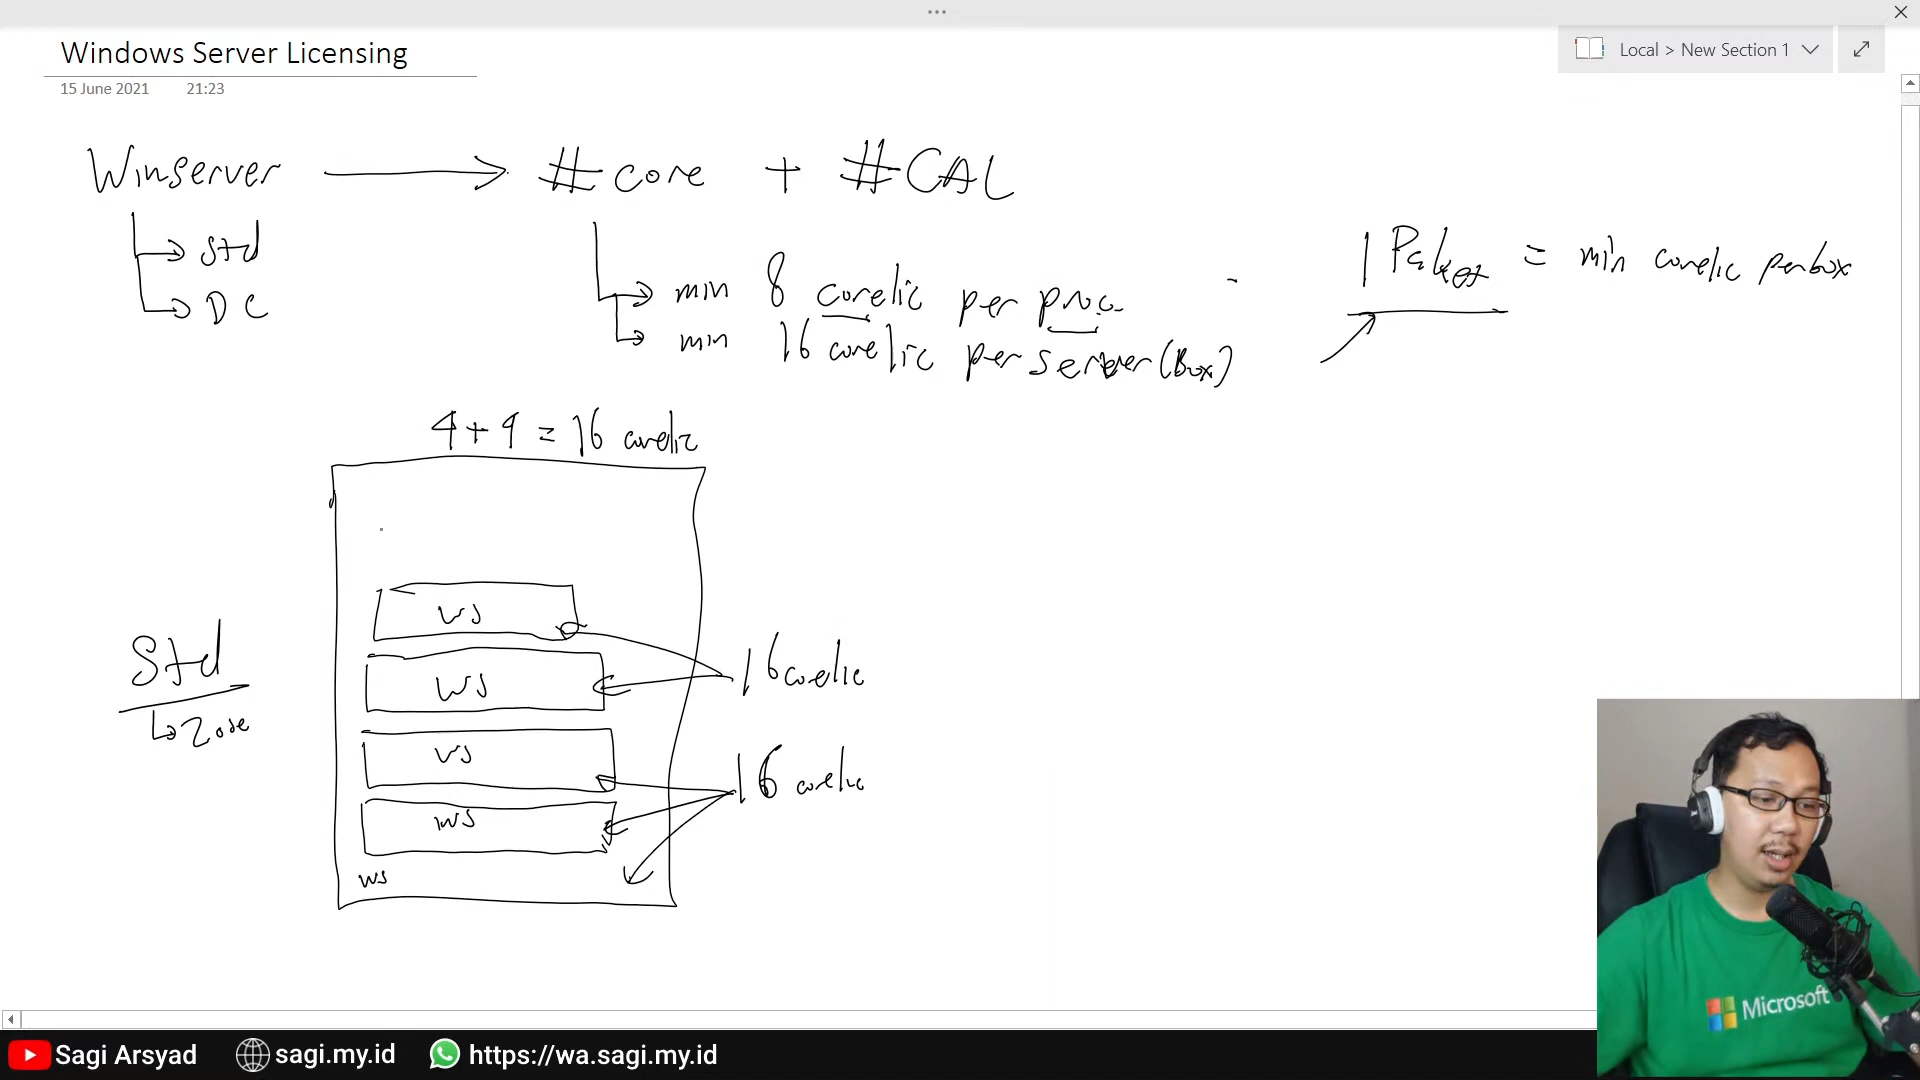 Windows Server Licensing
Local > New Section 1
15 June 2021 21:23
Winserver → #core + #CAL
↳ Std
↳ DC
→ min 8 corelic per proc.
→ min 16 corelic per server (Box)
1 Paket = min corelic per box
4 + 4 = 16 corelic
WS
WS
16 corelic
Std
↳ 2 ose
WS
16 corelic
WS
WS
Microsoft
Sagi Arsyad
sagi.my.id
https://wa.sagi.my.id